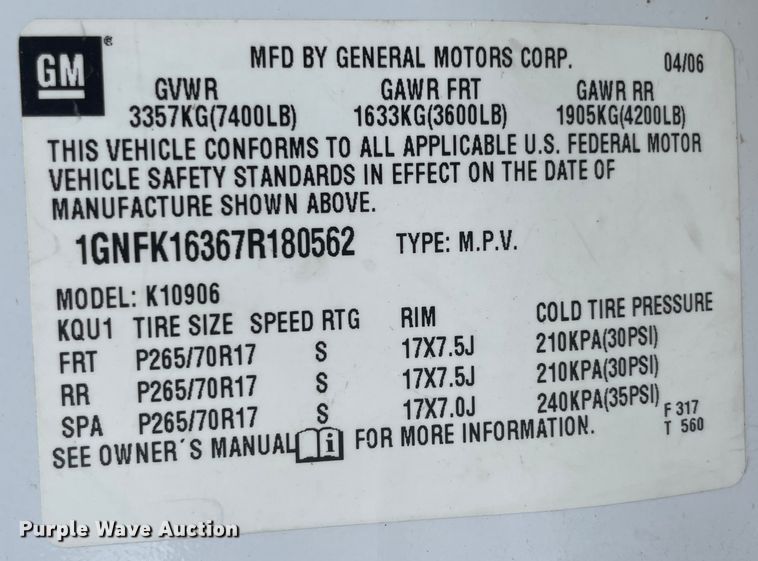 GM ®
MFD BY GENERAL MOTORS CORP. 04/06
GVWR GAWR FRT GAWR RR
3357KG(7400LB) 1633KG(3600LB) 1905KG(4200LB)
THIS VEHICLE CONFORMS TO ALL APPLICABLE U.S. FEDERAL MOTOR
VEHICLE SAFETY STANDARDS IN EFFECT ON THE DATE OF
MANUFACTURE SHOWN ABOVE.
1GNFK16367R180562 TYPE: M.P.V.
MODEL: K10906
KQU1 TIRE SIZE SPEED RTG RIM COLD TIRE PRESSURE
FRT P265/70R17 S 17X7.5J 210KPA(30PSI)
RR P265/70R17 S 17X7.5J 210KPA(30PSI)
SPA P265/70R17 S 17X7.0J 240KPA(35PSI) F 317
T 560
SEE OWNER´S MANUAL i FOR MORE INFORMATION.
Purple Wave Auction